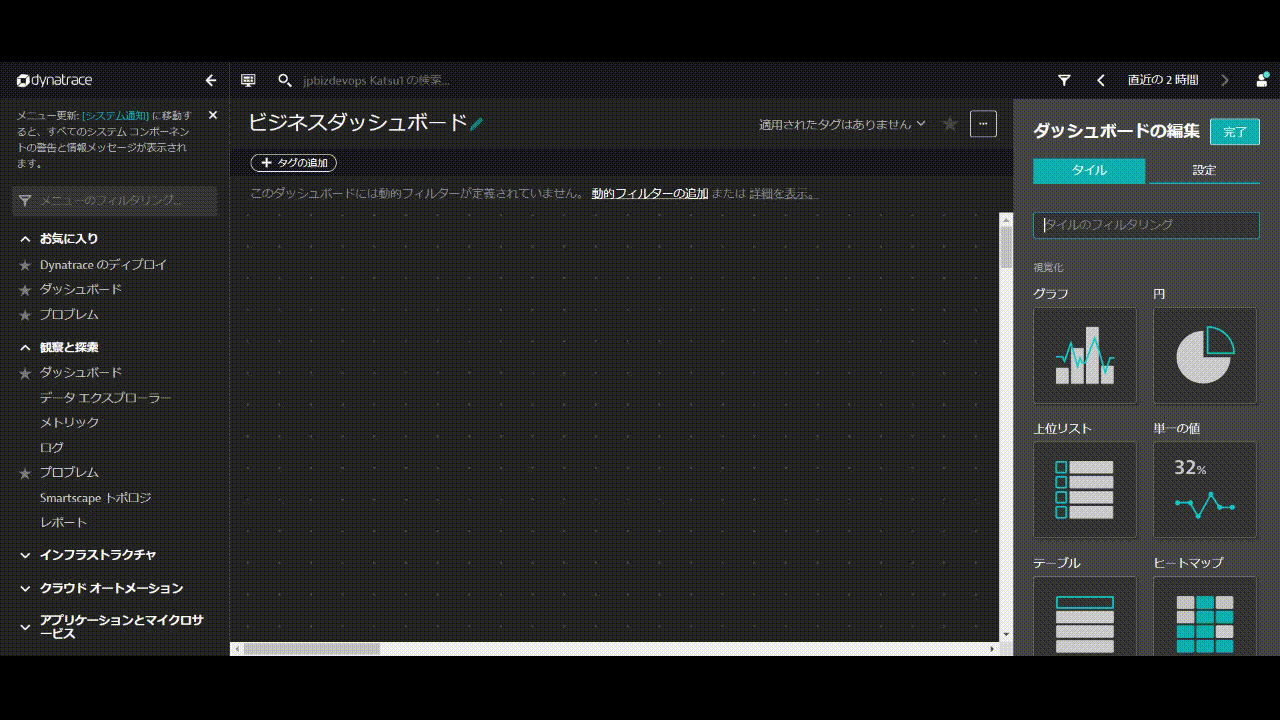 dynatrace
jpbizdevops Katsu1 の検索...
直近の 2 時間
メニュー更新: [システム通知] に移動す
ると、すべてのシステム コンポーネン
トの警告と情報メッセージが表示され
ます。
メニューのフィルタリング...
お気に入り
Dynatrace のディプロイ
ダッシュボード
プロブレム
観察と探索
ダッシュボード
データ エクスプローラー
メトリック
ログ
プロブレム
Smartscape トポロジ
レポート
インフラストラクチャ
クラウド オートメーション
アプリケーションとマイクロサ
ービス
ビジネスダッシュボード
適用されたタグはありません
タグの追加
このダッシュボードには動的フィルターが定義されていません。 動的フィルターの追加 または 詳細を表示。
ダッシュボードの編集
完了
タイル
設定
タイルのフィルタリング
視覚化
グラフ
円
上位リスト
単一の値
32%
テーブル
ヒートマップ